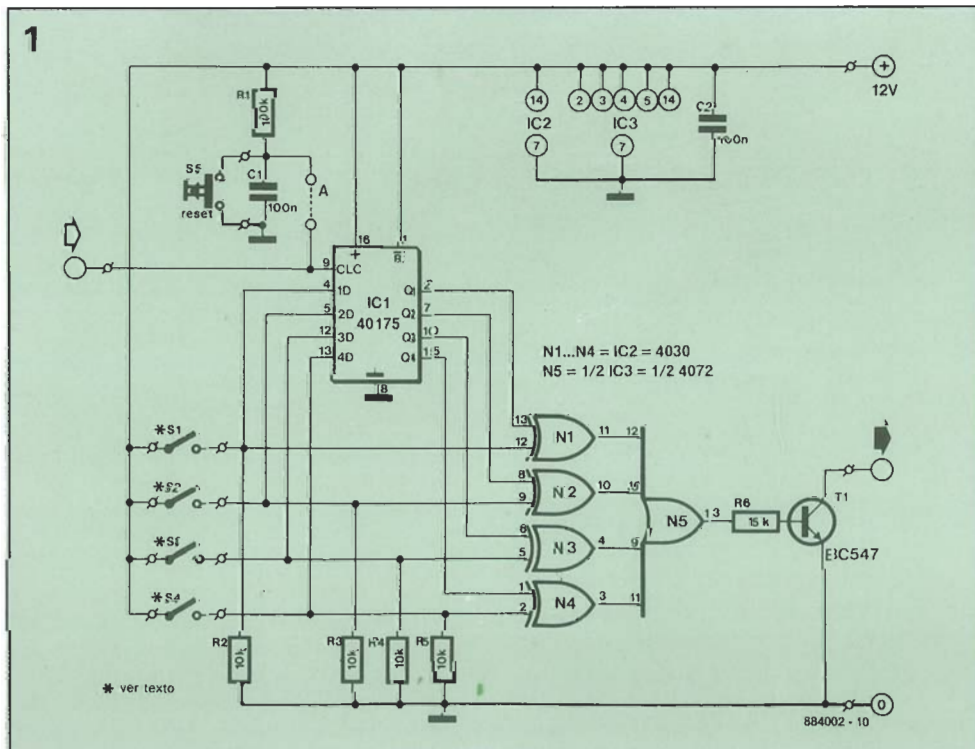 1
12V
R1
100k
14
2
3
4
5
14
C2
IC2
IC3
7
7
S5
reset
C1
100n
A
16
1
9
CLC
4
1D
5
2D
12
3D
13
4D
IC1
40175
Q1
Q2
7
Q3
10
Q4
8
N1...N4 = IC2 = 4030
N5 = 1/2 IC3 = 1/2 4072
*S1
*S2
*S4
13
12
N1
11
12
8
9
N2
10
6
5
N3
4
9
1
2
N4
3
11
N5
13
R6
15 k
T1
BC547
R2
10k
R3
10k
10k
10k
* ver texto
0
884002 - 10